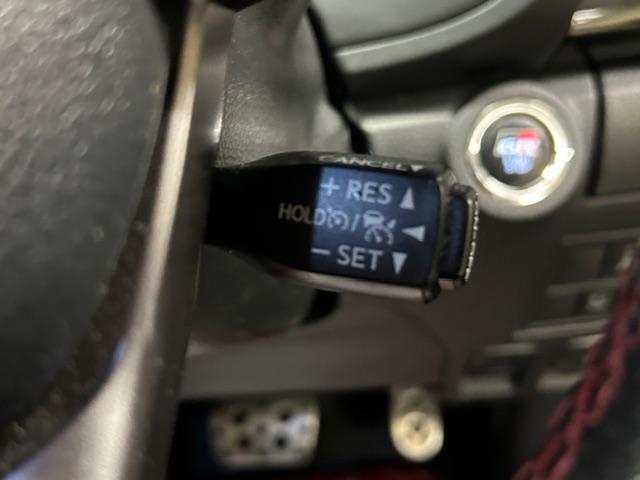 CANCEL▼
+ RES ▲
HOLD / ◀
− SET ▼